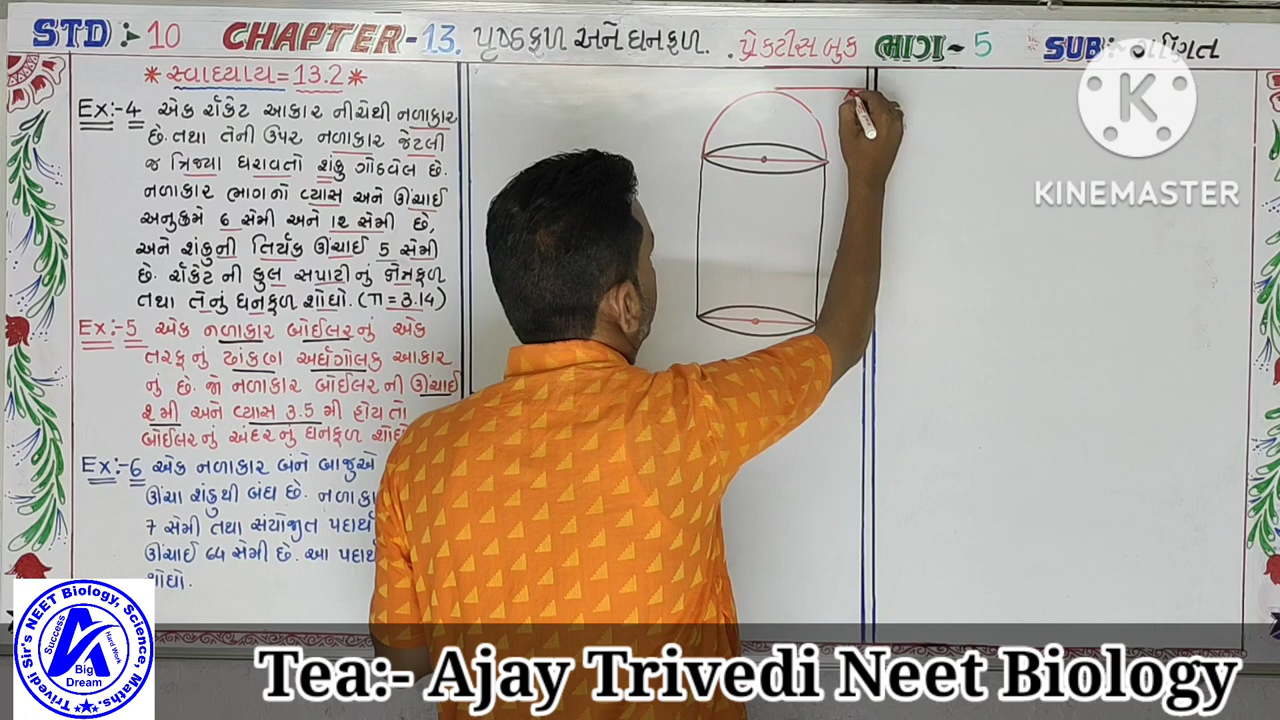 STD :- 10 CHAPTER-13. પૃષ્ઠફળ અને ઘનફળ. પ્રેક્ટીસ બુક ભાગ- 5 SUB:- ગણિત
* સ્વાધ્યાય = 13.2 *
Ex:-4 એક રૉકેટ આકાર નીચેથી નળાકાર
છે. તથા તેની ઉપર નળાકાર જેટલી
જ ત્રિજ્યા ધરાવતો શંકુ ગોઠવેલ છે.
નળાકાર ભાગનો વ્યાસ અને ઊંચાઈ
અનુક્રમે 6 સેમી અને 12 સેમી છે,
અને શંકુની તિર્યક ઊંચાઈ 5 સેમી
છે. રૉકેટ ની કુલ સપાટીનું ક્ષેત્રફળ
તથા તેનું ઘનફળ શોધો. (π = 3.14)
Ex:-5 એક નળાકાર બોઈલરનું એક
તરફનું ઢાંકણ અર્ધગોલક આકાર
નું છે. જો નળાકાર બોઈલર ની ઊંચાઈ
2 મી અને વ્યાસ 3.5 મી હોય તો
બોઈલરનું અંદરનું ઘનફળ શોધો
Ex:-6 એક નળાકાર બંને બાજુએ
ઊંચા શંકુથી બંધ છે. નળાકા
7 સેમી તથા સંયોજીત પદાર્થ
ઊંચાઈ 64 સેમી છે. આ પદાર્થ
શોધો.
K
KINEMASTER
Trivedi Sir's NEET Biology, Science, Maths.
Success
Hard Work
Big
Dream
Tea:- Ajay Trivedi Neet Biology